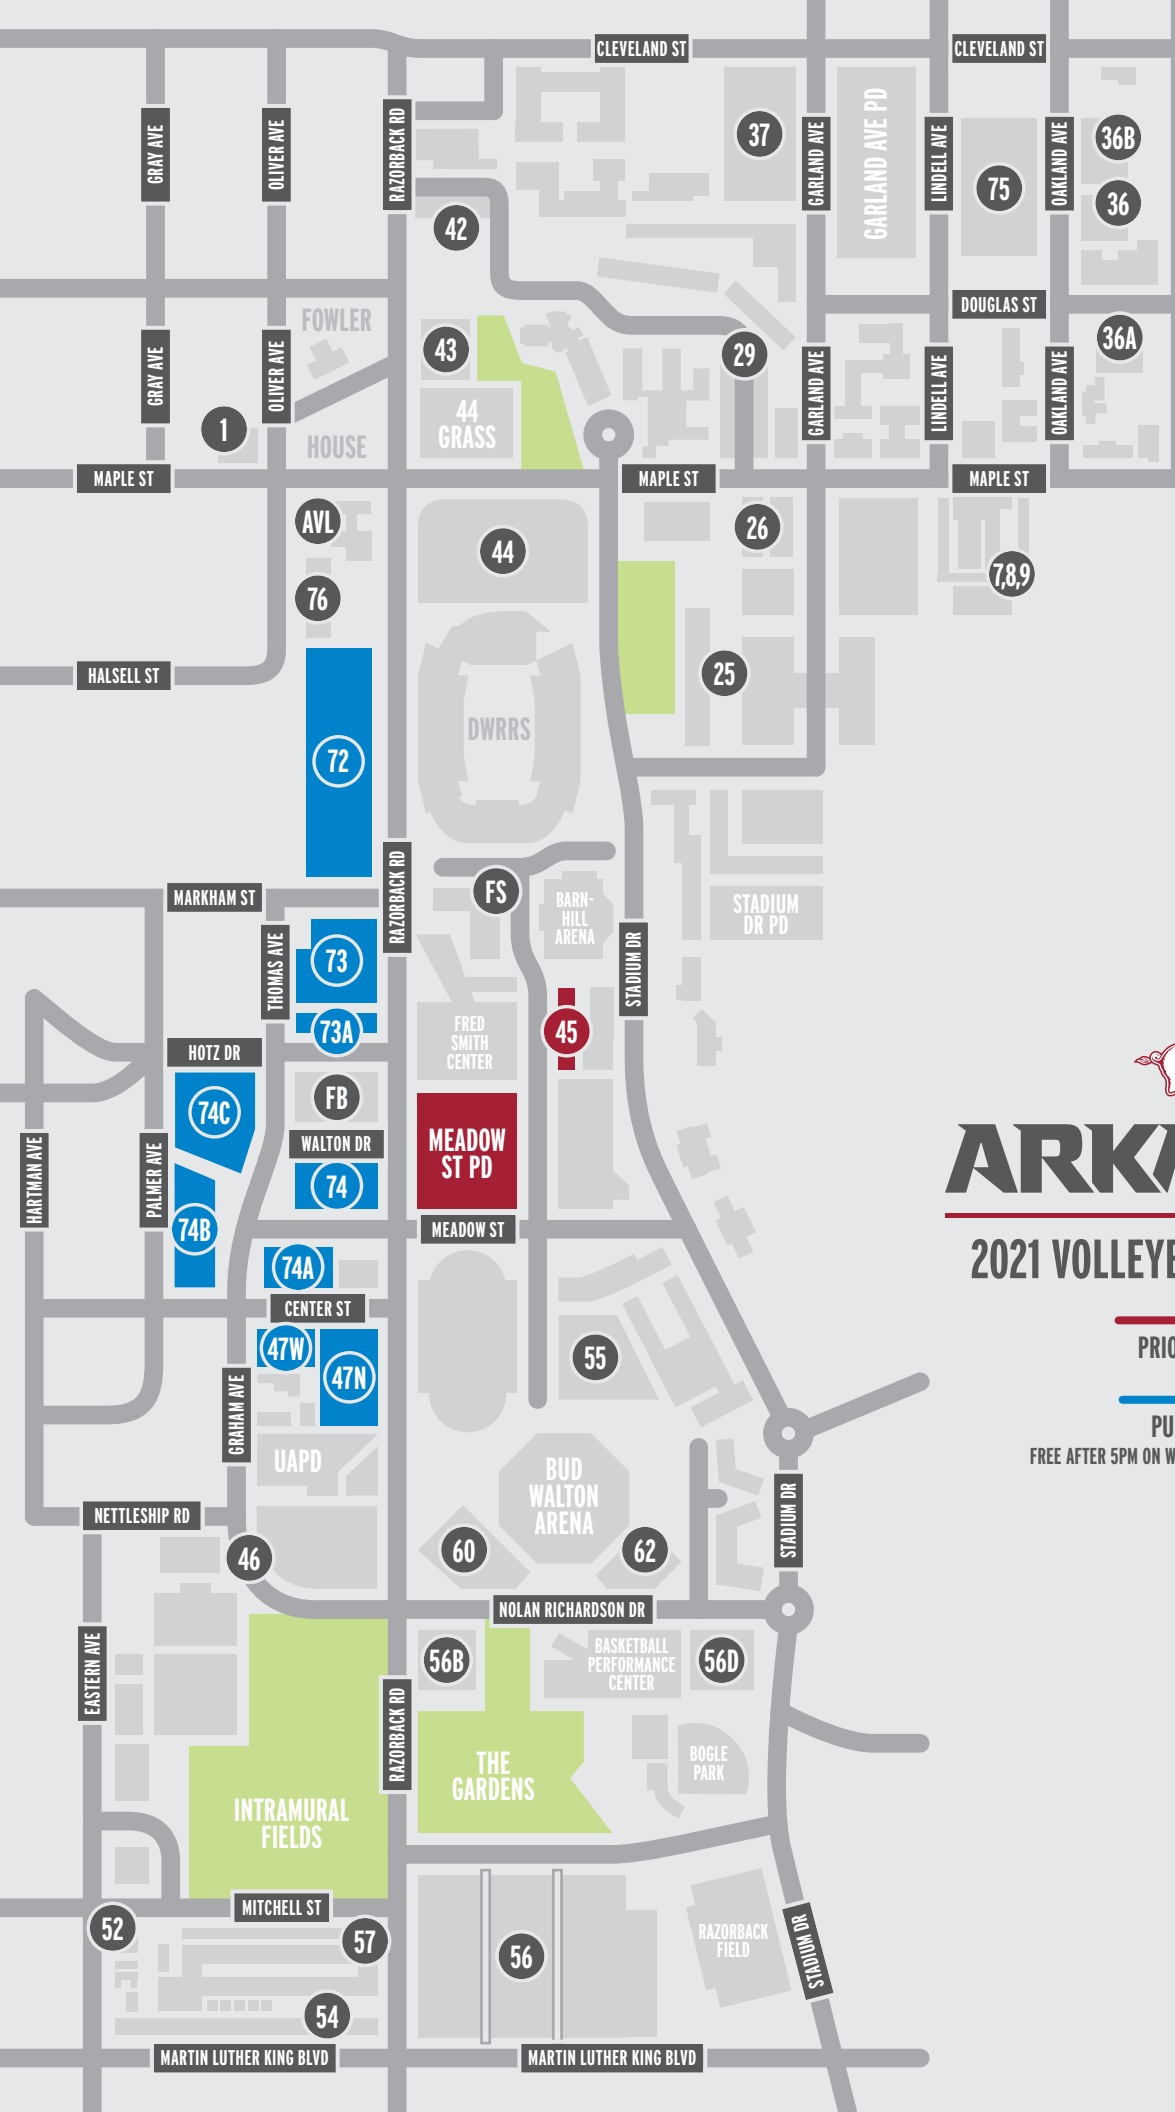 CLEVELAND ST
CLEVELAND ST
GRAY AVE
OLIVER AVE
RAZORBACK RD
37
GARLAND AVE
GARLAND AVE PD
LINDELL AVE
75
OAKLAND AVE
36B
36
42
DOUGLAS ST
FOWLER
HOUSE
GRAY AVE
OLIVER AVE
43
29
GARLAND AVE
LINDELL AVE
OAKLAND AVE
36A
1
44
GRASS
MAPLE ST
MAPLE ST
MAPLE ST
AVL
44
26
7,8,9
76
HALSELL ST
25
DWRRS
72
RAZORBACK RD
MARKHAM ST
FS
BARN-
HILL
ARENA
STADIUM
DR PD
THOMAS AVE
73
STADIUM DR
73A
FRED
SMITH
CENTER
45
HOTZ DR
74C
FB
WALTON DR
MEADOW
ST PD
HARTMAN AVE
PALMER AVE
74
74B
MEADOW ST
74A
CENTER ST
47W
47N
55
GRAHAM AVE
UAPD
BUD
WALTON
ARENA
NETTLESHIP RD
STADIUM DR
46
60
62
NOLAN RICHARDSON DR
EASTERN AVE
56B
BASKETBALL
PERFORMANCE
CENTER
56D
RAZORBACK RD
THE
GARDENS
BOGLE
PARK
INTRAMURAL
FIELDS
MITCHELL ST
52
57
56
RAZORBACK
FIELD
STADIUM DR
54
MARTIN LUTHER KING BLVD
MARTIN LUTHER KING BLVD
ARKA
2021 VOLLEYB
PRIO
PU
FREE AFTER 5PM ON W